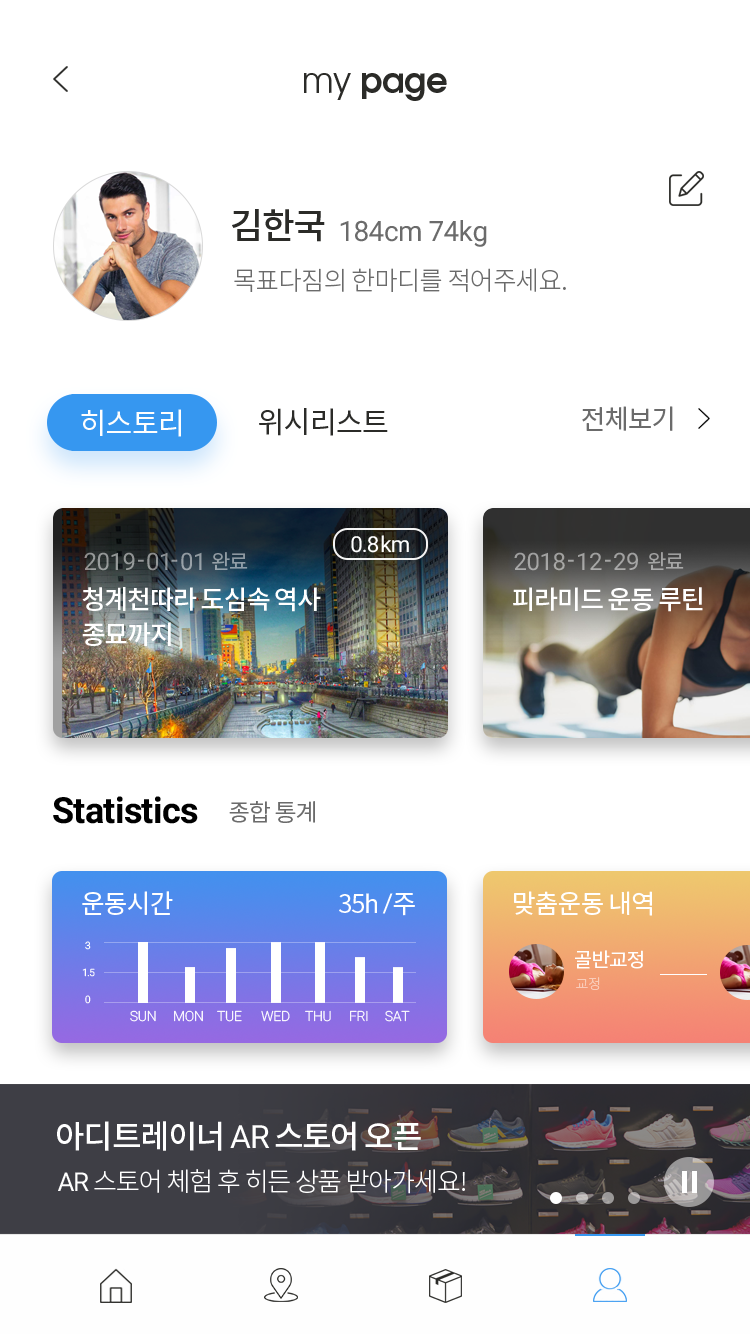 my page
김한국 184cm 74kg
목표다짐의 한마디를 적어주세요.
히스토리 위시리스트 전체보기
2019-01-01 완료 0.8km
청계천따라 도심속 역사
종묘까지 |
2018-12-29 완료
피라미드 운동 루틴
Statistics 종합 통계
운동시간 35h /주
3
1.5
0
SUN MON TUE WED THU FRI SAT
맞춤운동 내역
골반교정
교정
아디트레이너 AR 스토어 오픈
AR 스토어 체험 후 히든 상품 받아가세요!